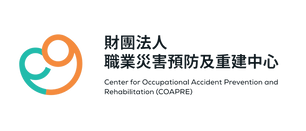 財團法人
職業災害預防及重建中心
Center for Occupational Accident Prevention and
Rehabilitation (COAPRE)